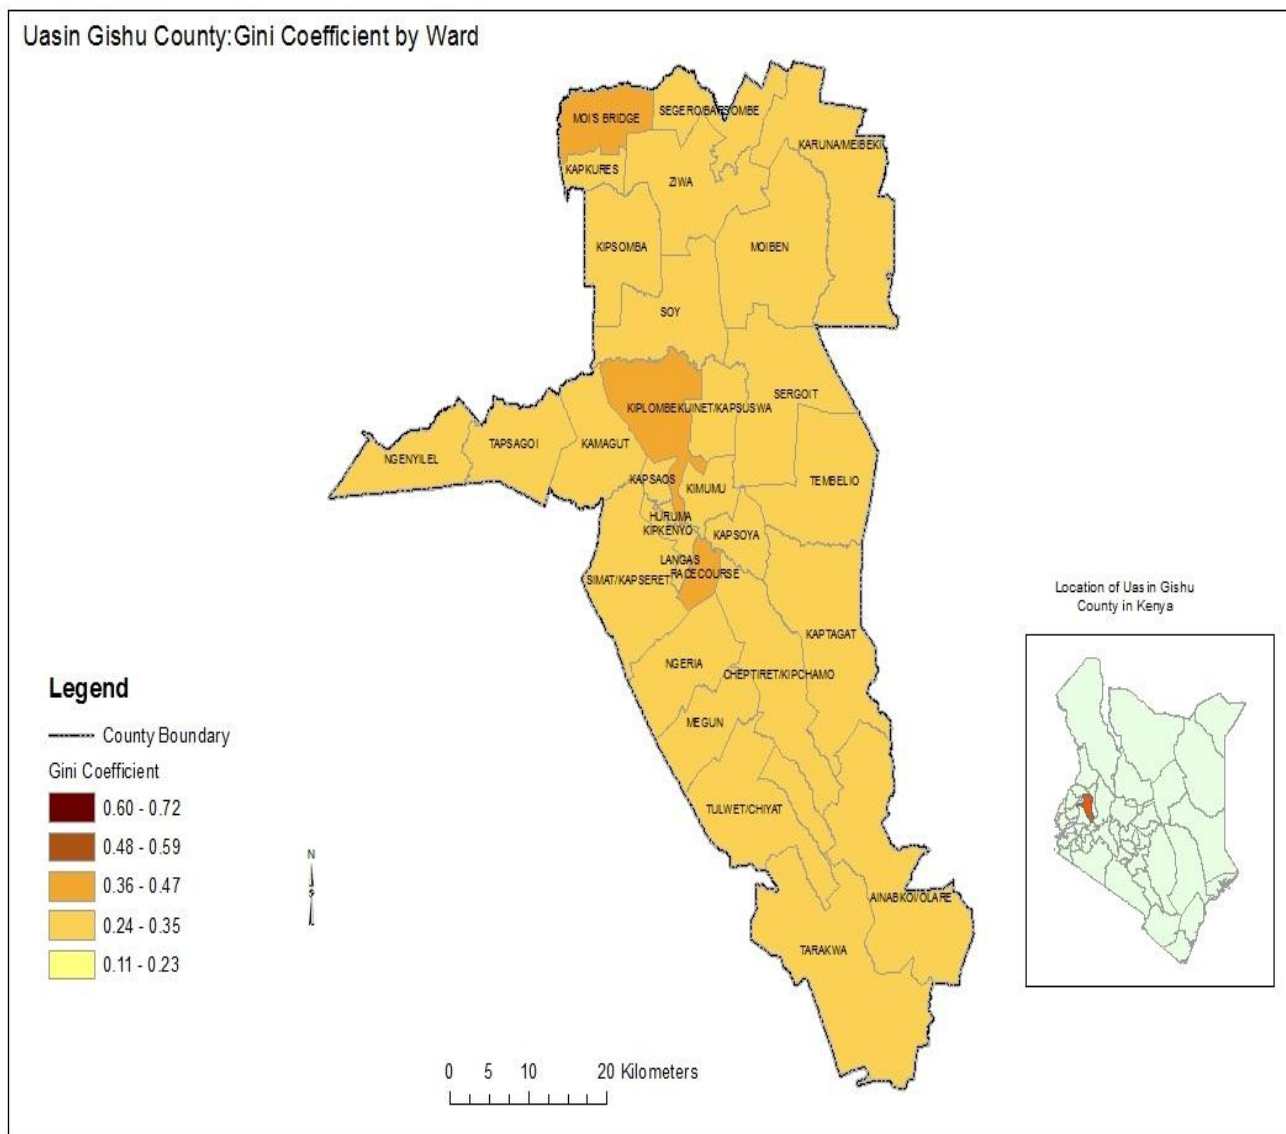 Uasin Gishu County:Gini Coefficient by Ward
MOI'S BRIDGE
SEGERO/BARSOMBE
KARUNA/MEIBEKI
KAPKURES
ZIWA
KIPSOMBA
MOIBEN
SOY
SERGOIT
KIPLOMBE
KUINET/KAPSUSWA
TAPSAGOI
KAMAGUT
NGENYILEL
KAPSAOS
KIMUMU
TEMBELIO
HURUMA
KIPKENYO
KAPSOYA
LANGAS
RACECOURSE
SIMAT/KAPSERET
KAPTAGAT
NGERIA
CHEPTIRET/KIPCHAMO
MEGUN
TULWET/CHIYAT
AINABKOI/OLARE
TARAKWA
Location of Uasin Gishu
County in Kenya
Legend
County Boundary
Gini Coefficient
0.60 - 0.72
0.48 - 0.59
0.36 - 0.47
0.24 - 0.35
0.11 - 0.23
N
0 5 10 20 Kilometers